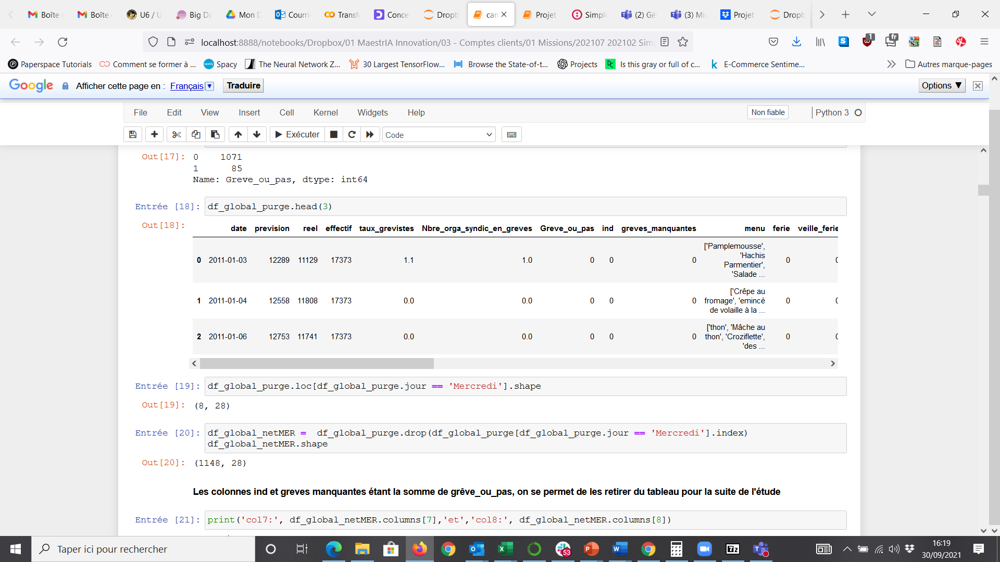 Boîte
Boîte
U6 / U
Big Da
Mon D
Courri
Transf
Conce
Dropb
can
Projet
Simple
(2) Gé
(3) Mi
Projet
Dropb
localhost:8888/notebooks/Dropbox/01 MaestrIA Innovation/03 - Comptes clients/01 Missions/202107 202102 Sim
1
fr
Paperspace Tutorials
Comment se former à ...
Spacy
The Neural Network Z...
30 Largest TensorFlow...
Browse the State-of-t...
Projects
Is this gray or full of c...
E-Commerce Sentime...
Autres marque-pages
Google Afficher cette page en : Français Traduire Options ▼
File Edit View Insert Cell Kernel Widgets Help Non fiable Python 3
Exécuter Code
Out[17]: 0 1071
1 85
Name: Greve_ou_pas, dtype: int64
Entrée [18]: df_global_purge.head(3)
Out[18]:
date prevision reel effectif taux_grevistes Nbre_orga_syndic_en_greves Greve_ou_pas ind greves_manquantes menu ferie veille_ferie
0 2011-01-03 12289 11129 17373 1.1 1.0 0 0 0 ['Pamplemousse', 'Hachis Parmentier', 'Salade ... 0 0
1 2011-01-04 12558 11808 17373 0.0 0.0 0 0 0 ['Crêpe au fromage', 'emincé de volaille à la ... 0 0
2 2011-01-06 12753 11741 17373 0.0 0.0 0 0 0 ['thon', 'Mâche au thon', 'Croziflette', 'des ... 0 0
Entrée [19]: df_global_purge.loc[df_global_purge.jour == 'Mercredi'].shape
Out[19]: (8, 28)
Entrée [20]: df_global_netMER =  df_global_purge.drop(df_global_purge[df_global_purge.jour == 'Mercredi'].index)
df_global_netMER.shape
Out[20]: (1148, 28)
Les colonnes ind et greves manquantes étant la somme de grêve_ou_pas, on se permet de les retirer du tableau pour la suite de l'étude
Entrée [21]: print('col7:', df_global_netMER.columns[7],'et','col8:', df_global_netMER.columns[8])
Taper ici pour rechercher
53
16:19
30/09/2021